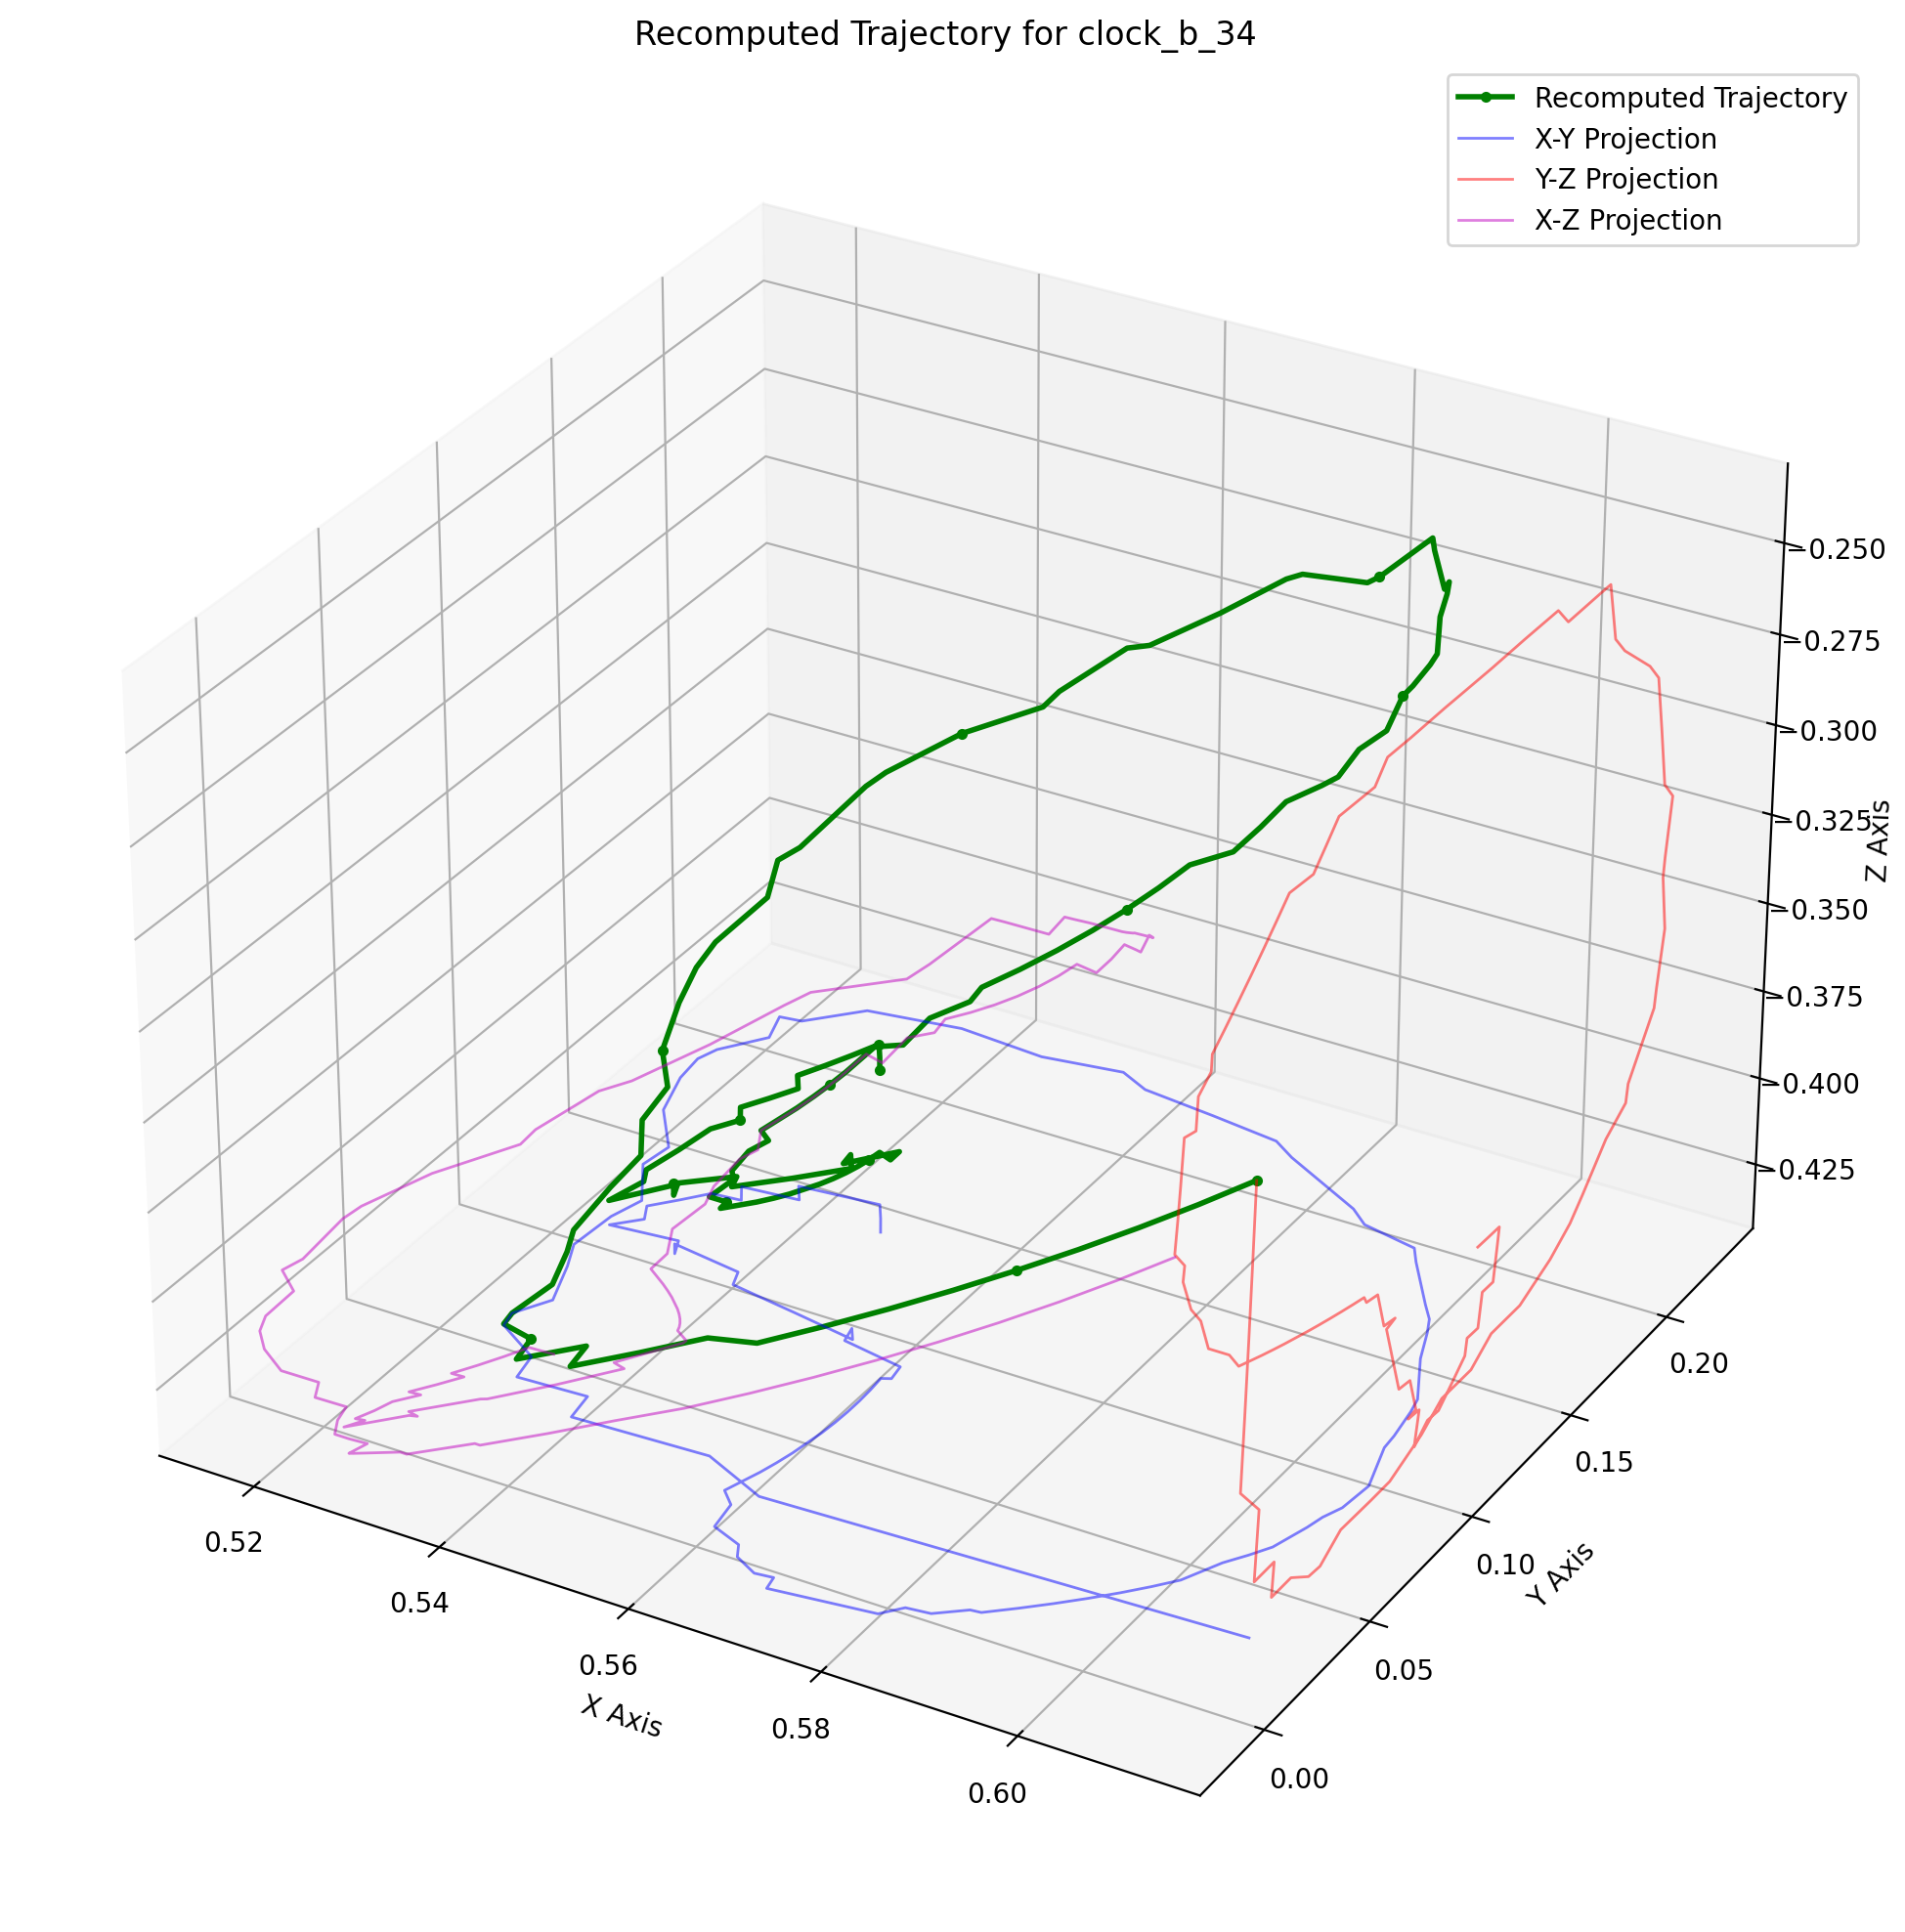 Recomputed Trajectory for clock_b_34
Recomputed Trajectory
X-Y Projection
Y-Z Projection
X-Z Projection
0.250
0.275
0.300
0.325
0.350
0.375
0.400
0.425
Z Axis
0.20
0.15
0.10
0.05
0.00
Y Axis
0.52
0.54
0.56
0.58
0.60
X Axis